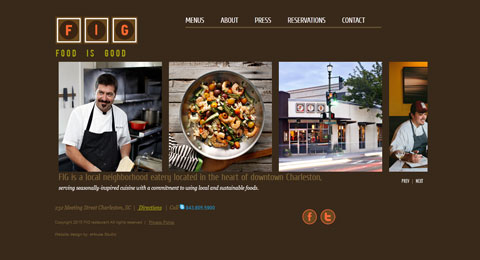 MENUS ABOUT PRESS RESERVATIONS CONTACT
FIG
FOOD IS GOOD
FIG is a local neighborhood eatery located in the heart of downtown Charleston,
serving seasonally-inspired cuisine with a commitment to using local and sustainable foods.
PREV | NEXT
232 Meeting Street Charleston, SC | Directions | Call 843.805.5900
Copyright 2010 FIG restaurant All rights reserved | Privacy Policy
Website design by
f t